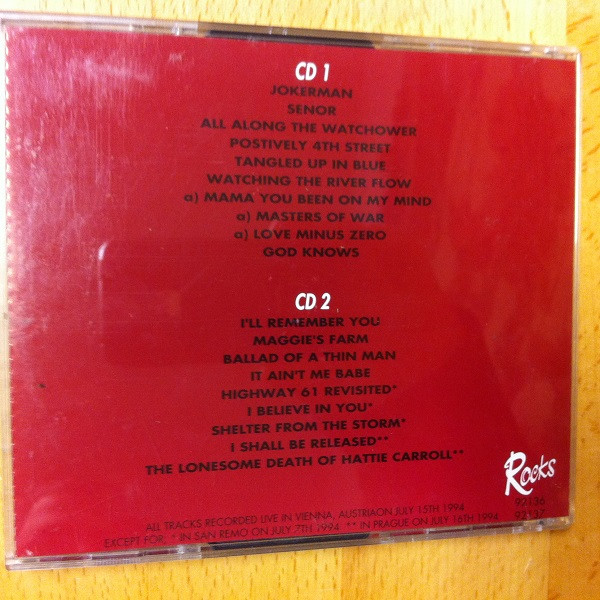 CD 1
JOKERMAN
SENOR
ALL ALONG THE WATCHOWER
POSTIVELY 4TH STREET
TANGLED UP IN BLUE
WATCHING THE RIVER FLOW
a) MAMA YOU BEEN ON MY MIND
a) MASTERS OF WAR
a) LOVE MINUS ZERO
GOD KNOWS
CD 2
I'LL REMEMBER YOU
MAGGIE'S FARM
BALLAD OF A THIN MAN
IT AIN'T ME BABE
HIGHWAY 61 REVISITED*
I BELIEVE IN YOU*
SHELTER FROM THE STORM*
I SHALL BE RELEASED**
THE LONESOME DEATH OF HATTIE CARROLL**
Rocks
92136
92137
ALL TRACKS RECORDED LIVE IN VIENNA, AUSTRIAON JULY 15TH 1994
EXCEPT FOR; * IN SAN REMO ON JULY 7TH 1994 ** IN PRAGUE ON JULY 16TH 1994